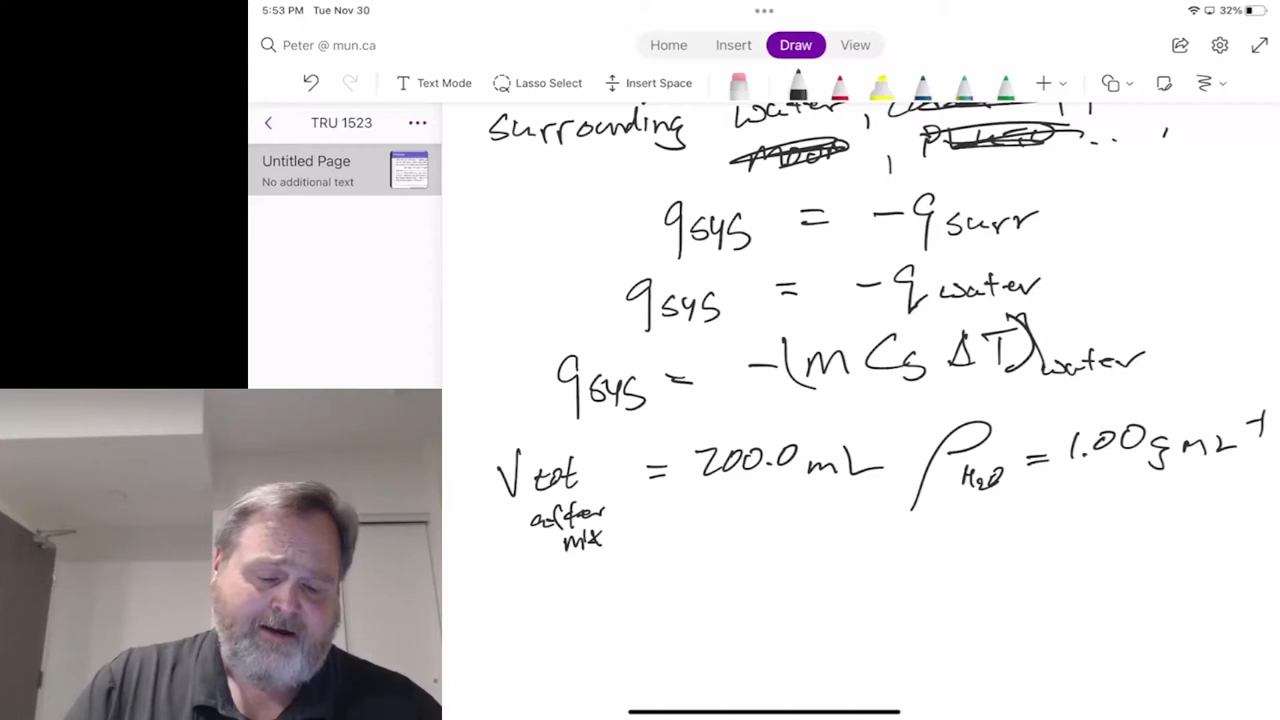 5:53 PM Tue Nov 30
32%
Peter @ mun.ca
Home Insert Draw View
Text Mode Lasso Select Insert Space
TRU 1523
Untitled Page
No additional text
surrounding water,
qsys = -qsurr
qsys = -qwater
qsys = -(m Cs ΔT)water
Vtot = 200.0 mL ρH2O = 1.00 g mL⁻¹
after
mix